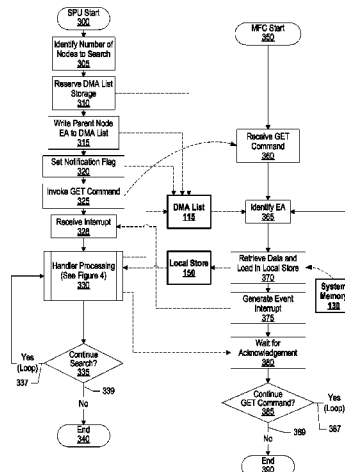 SPU Start
300
Identify Number of
Nodes to Search
305
Reserve DMA List
Storage
310
Write Parent Node
EA to DMA List
315
Set Notification Flag
320
Invoke GET Command
325
Receive Interrupt
328
Handler Processing
(See Figure 4)
330
Yes
(Loop)
337
Continue
Search?
335
339
No
End
340
DMA List
115
Local Store
150
MFC Start
350
Receive GET
Command
360
Identify EA
365
Retrieve Data and
Load in Local Store
370
System
Memory
130
Generate Event
Interrupt
375
Wait for
Acknowledgement
380
Continue
GET Command?
385
Yes
(Loop)
387
389
No
End
390